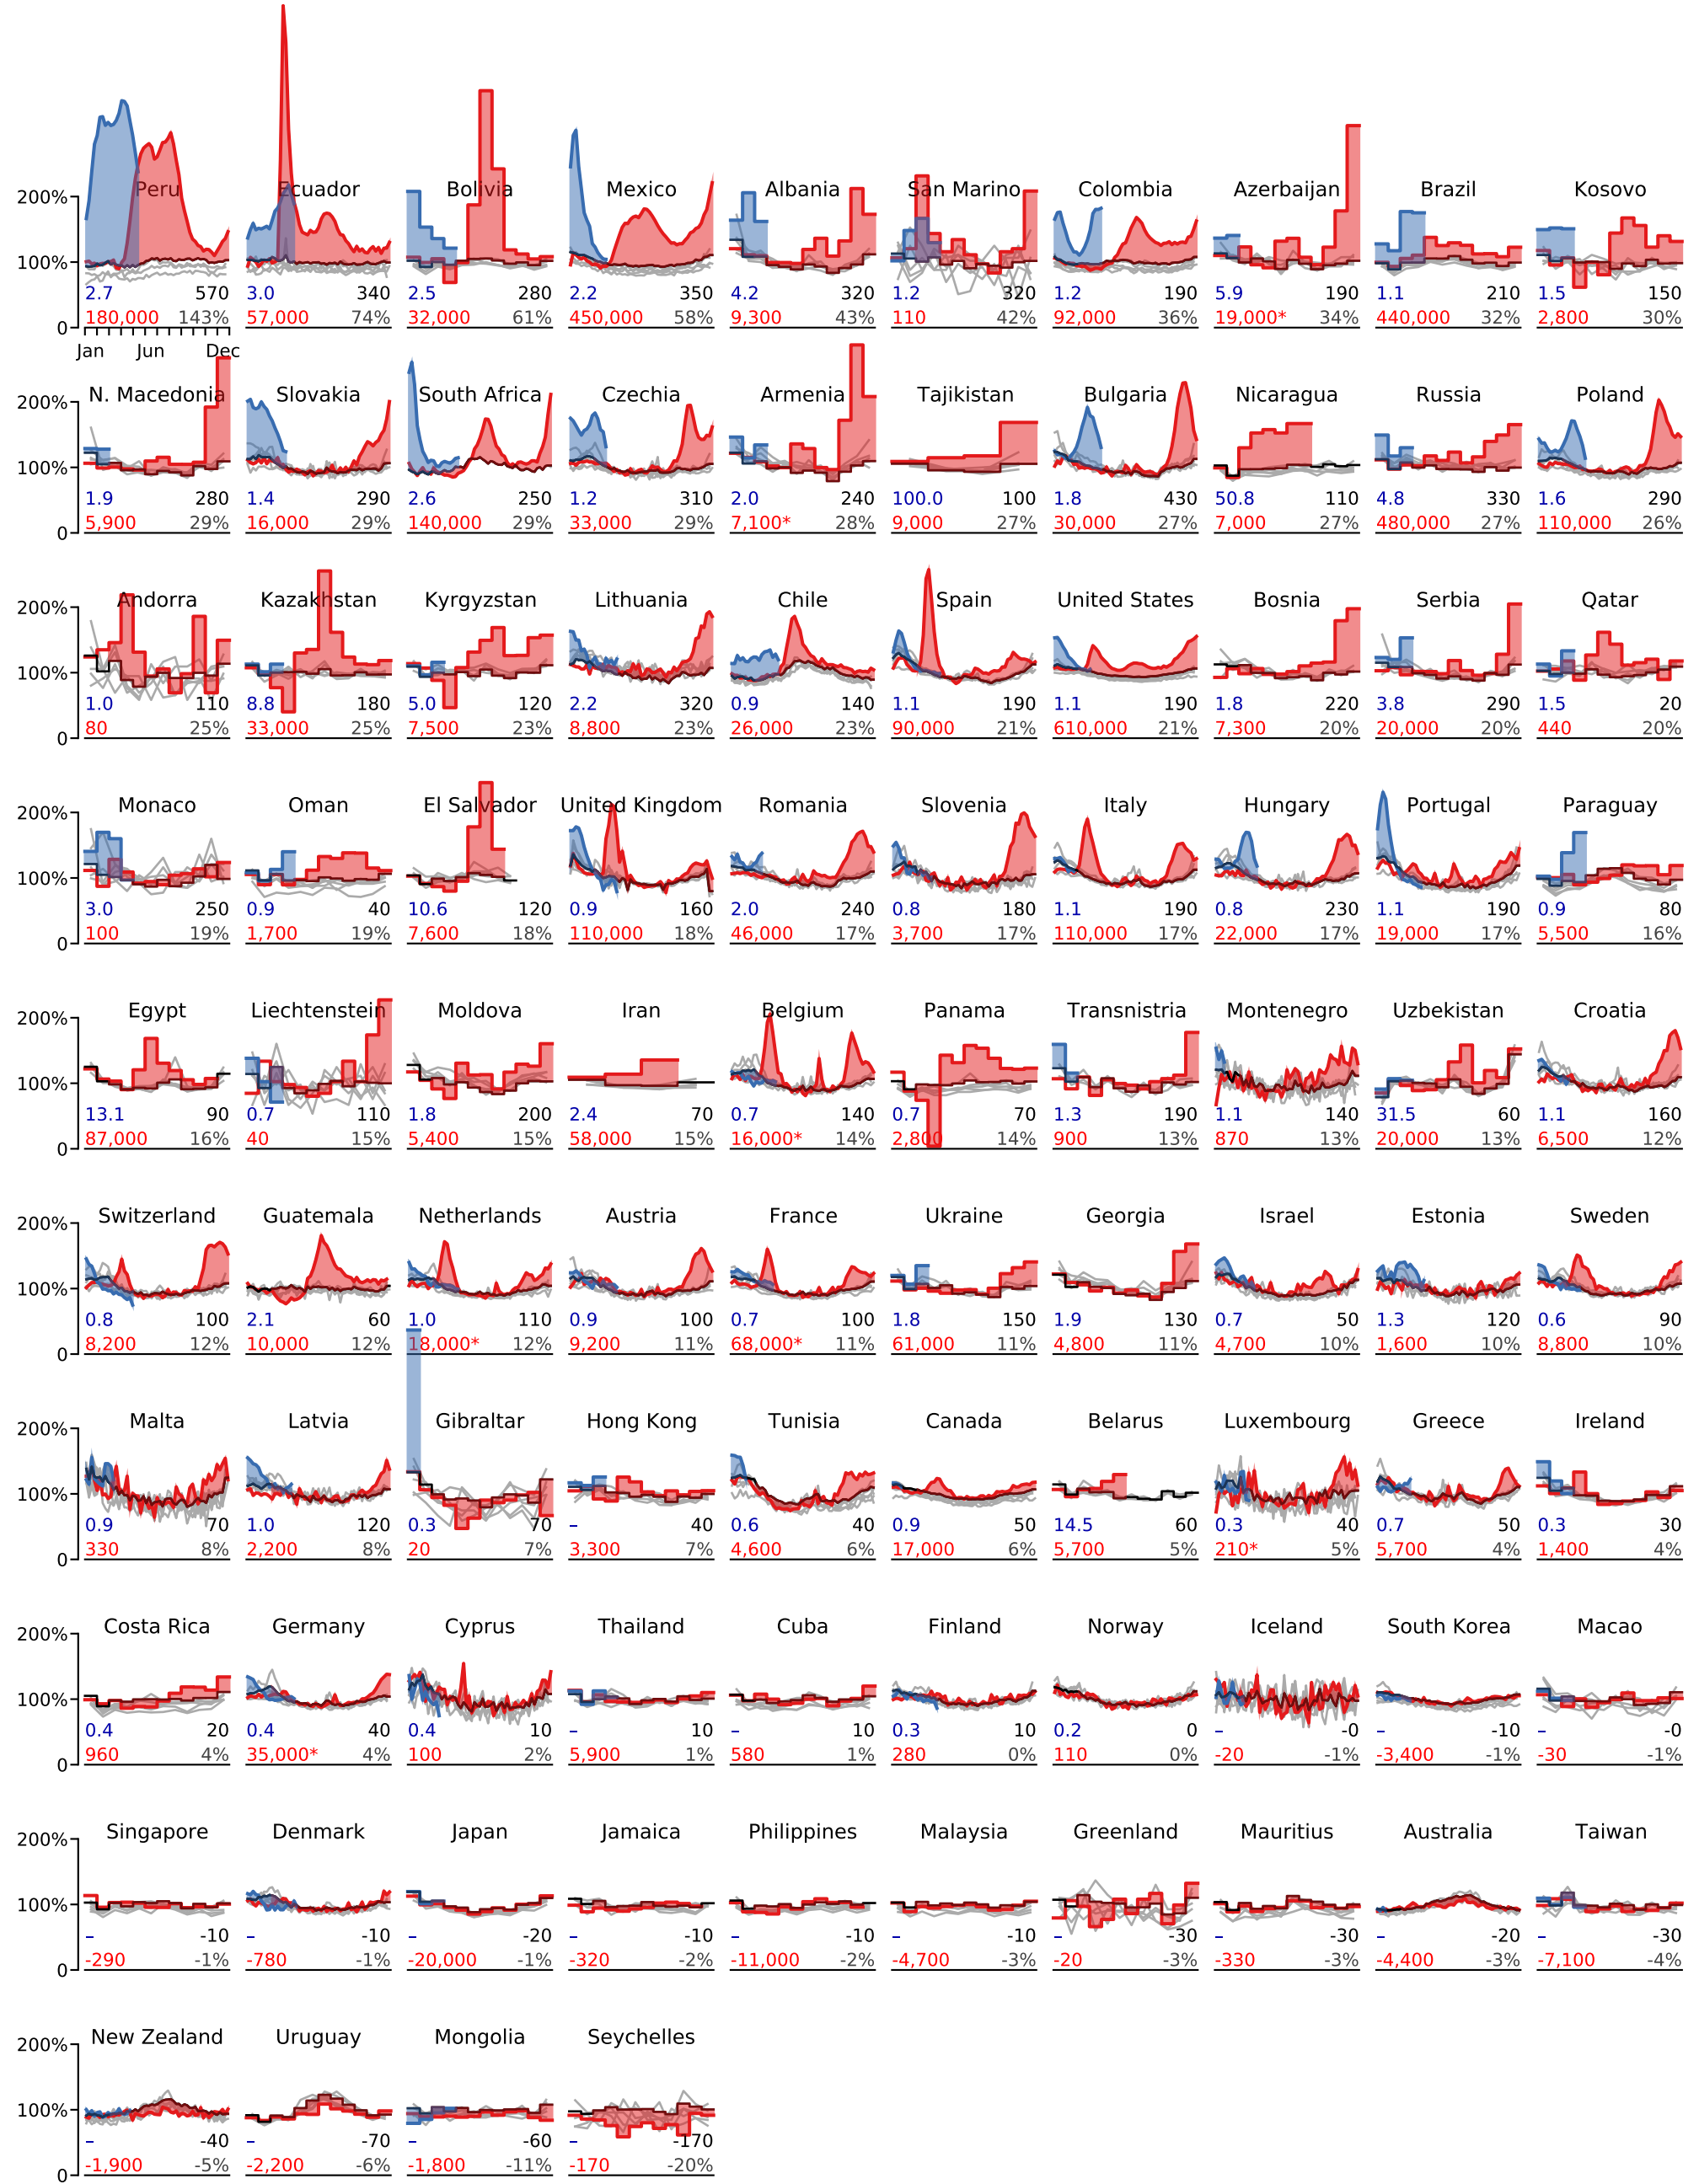 200% Peru Ecuador Bolivia Mexico Albania San Marino Colombia Azerbaijan Brazil Kosovo
100%
2.7 570 3.0 340 2.5 280 2.2 350 4.2 320 1.2 320 1.2 190 5.9 190 1.1 210 1.5 150
180,000 143% 57,000 74% 32,000 61% 450,000 58% 9,300 43% 110 42% 92,000 36% 19,000* 34% 440,000 32% 2,800 30%
0
Jan Jun Dec
200% N. Macedonia Slovakia South Africa Czechia Armenia Tajikistan Bulgaria Nicaragua Russia Poland
100%
1.9 280 1.4 290 2.6 250 1.2 310 2.0 240 100.0 100 1.8 430 50.8 110 4.8 330 1.6 290
5,900 29% 16,000 29% 140,000 29% 33,000 29% 7,100* 28% 9,000 27% 30,000 27% 7,000 27% 480,000 27% 110,000 26%
0
200% Andorra Kazakhstan Kyrgyzstan Lithuania Chile Spain United States Bosnia Serbia Qatar
100%
1.0 110 8.8 180 5.0 120 2.2 320 0.9 140 1.1 190 1.1 190 1.8 220 3.8 290 1.5 20
80 25% 33,000 25% 7,500 23% 8,800 23% 26,000 23% 90,000 21% 610,000 21% 7,300 20% 20,000 20% 440 20%
0
200% Monaco Oman El Salvador United Kingdom Romania Slovenia Italy Hungary Portugal Paraguay
100%
3.0 250 0.9 40 10.6 120 0.9 160 2.0 240 0.8 180 1.1 190 0.8 230 1.1 190 0.9 80
100 19% 1,700 19% 7,600 18% 110,000 18% 46,000 17% 3,700 17% 110,000 17% 22,000 17% 19,000 17% 5,500 16%
0
200% Egypt Liechtenstein Moldova Iran Belgium Panama Transnistria Montenegro Uzbekistan Croatia
100%
13.1 90 0.7 110 1.8 200 2.4 70 0.7 140 0.7 70 1.3 190 1.1 140 31.5 60 1.1 160
87,000 16% 40 15% 5,400 15% 58,000 15% 16,000* 14% 2,800 14% 900 13% 870 13% 20,000 13% 6,500 12%
0
200% Switzerland Guatemala Netherlands Austria France Ukraine Georgia Israel Estonia Sweden
100%
0.8 100 2.1 60 1.0 110 0.9 100 0.7 100 1.8 150 1.9 130 0.7 50 1.3 120 0.6 90
8,200 12% 10,000 12% 18,000* 12% 9,200 11% 68,000* 11% 61,000 11% 4,800 11% 4,700 10% 1,600 10% 8,800 10%
0
200% Malta Latvia Gibraltar Hong Kong Tunisia Canada Belarus Luxembourg Greece Ireland
100%
0.9 70 1.0 120 0.3 70 – 40 0.6 40 0.9 50 14.5 60 0.3 40 0.7 50 0.3 30
330 8% 2,200 8% 20 7% 3,300 7% 4,600 6% 17,000 6% 5,700 5% 210* 5% 5,700 4% 1,400 4%
0
200% Costa Rica Germany Cyprus Thailand Cuba Finland Norway Iceland South Korea Macao
100%
0.4 20 0.4 40 0.4 10 – 10 – 10 0.3 10 0.2 0 – -0 – -10 – -0
960 4% 35,000* 4% 100 2% 5,900 1% 580 1% 280 0% 110 0% -20 -1% -3,400 -1% -30 -1%
0
200% Singapore Denmark Japan Jamaica Philippines Malaysia Greenland Mauritius Australia Taiwan
100%
– -10 – -10 – -20 – -10 – -10 – -10 – -30 – -30 – -20 – -30
-290 -1% -780 -1% -20,000 -1% -320 -2% -11,000 -2% -4,700 -3% -20 -3% -330 -3% -4,400 -3% -7,100 -4%
0
200% New Zealand Uruguay Mongolia Seychelles
100%
– -40 – -70 – -60 – -170
-1,900 -5% -2,200 -6% -1,800 -11% -170 -20%
0